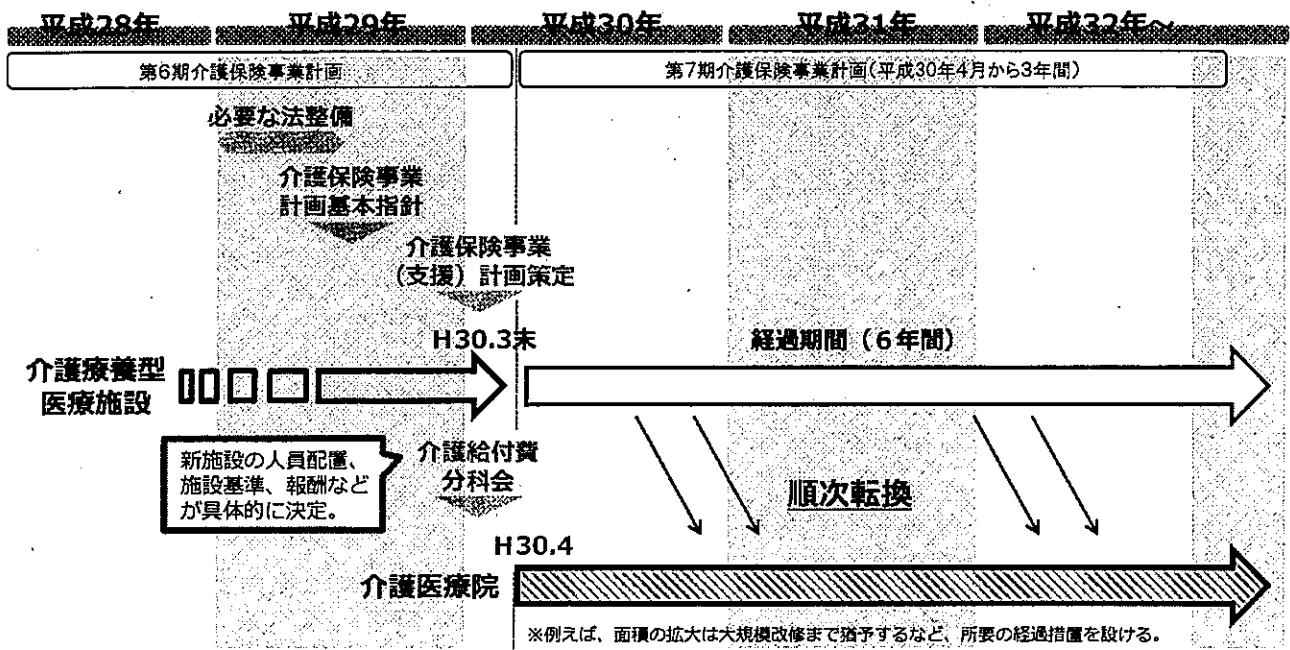 平成28年 平成29年 平成30年 平成31年 平成32年～
第6期介護保険事業計画 第7期介護保険事業計画(平成30年4月から3年間)
必要な法整備
介護保険事業
計画基本指針
介護保険事業
(支援)計画策定
H30.3末 経過期間(6年間)
介護療養型
医療施設
新施設の人員配置、
施設基準、報酬など
が具体的に決定。
介護給付費
分科会
順次転換
H30.4
介護医療院
※例えば、面積の拡大は大規模改修まで猶予するなど、所要の経過措置を設ける。